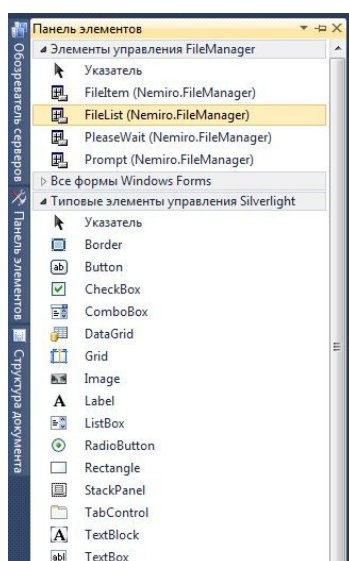 Обозреватель серверов
Панель элементов
Структура документа
Панель элементов
Элементы управления FileManager
Указатель
FileItem (Nemiro.FileManager)
FileList (Nemiro.FileManager)
PleaseWait (Nemiro.FileManager)
Prompt (Nemiro.FileManager)
Все формы Windows Forms
Типовые элементы управления Silverlight
Указатель
Border
ab
Button
CheckBox
ComboBox
DataGrid
Grid
Image
A
Label
ListBox
RadioButton
Rectangle
StackPanel
TabControl
A
TextBlock
abl
TextBox